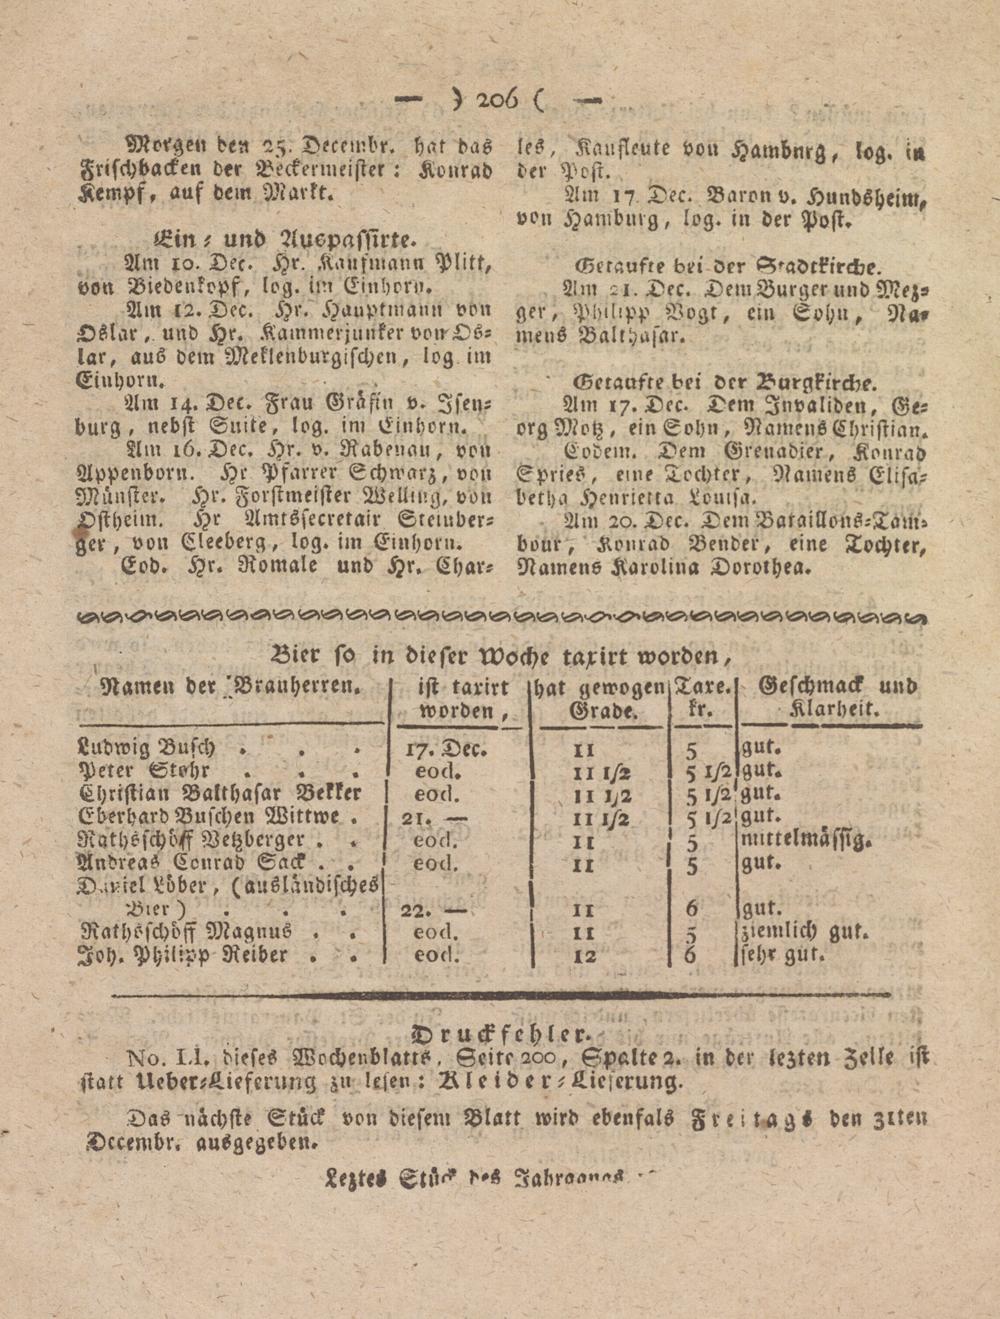 — ) 206 ( —
Morgen den 25. Decembr. hat das
Frischbacken der Beckermeister: Konrad
Kempf, auf dem Markt.
Ein- und Auspassirte.
Am 10. Dec. Hr. Kaufmann Plitt,
von Biedenkopf, log. im Einhorn.
Am 12. Dec. Hr. Hauptmann von
Oslar, und Hr. Kammerjunker von Os-
lar, aus dem Meklenburgischen, log. im
Einhorn.
Am 14. Dec. Frau Gräfin v. Isen-
burg, nebst Suite, log. im Einhorn.
Am 16. Dec. Hr. v. Rabenau, von
Appenborn. Hr Pfarrer Schwarz, von
Münster. Hr. Forstmeister Welling, von
Ostheim. Hr Amtssecretair Steinber-
ger, von Cleeberg, log. im Einhorn.
Eod. Hr. Romale und Hr. Char-
les, Kaufleute von Hamburg, log. in
der Post.
Am 17. Dec. Baron v. Hundsheim,
von Hamburg, log. in der Post.
Getaufte bei der Stadtkirche.
Am 21. Dec. Dem Burger und Mez-
ger, Philipp Vogt, ein Sohn, Na-
mens Balthasar.
Getaufte bei der Burgkirche.
Am 17. Dec. Dem Invaliden, Ge-
org Motz, ein Sohn, Namens Christian.
Eodem. Dem Grenadier, Konrad
Spries, eine Tochter, Namens Elisa-
betha Henrietta Louisa.
Am 20. Dec. Dem Bataillons-Tam-
bour, Konrad Bender, eine Tochter,
Namens Karolina Dorothea.
Bier so in dieser Woche taxirt worden,
Namen der Brauherren. ist taxirt worden, hat gewogen Grade. Taxe. kr. Geschmack und Klarheit.
Ludwig Busch . . . 17. Dec. 11 5 gut.
Peter Stohr . . . eod. 11 1/2 5 1/2 gut.
Christian Balthasar Bekker eod. 11 1/2 5 1/2 gut.
Eberhard Buschen Wittwe . 21. — 11 1/2 5 1/2 gut.
Rathsschöff Vetzberger . . eod. 11 5 mittelmässig.
Andreas Conrad Sack . . eod. 11 5 gut.
Daniel Löber, (ausländisches
Bier) . . . 22. — 11 6 gut.
Rathsschöff Magnus . . eod. 11 5 ziemlich gut.
Joh. Philipp Reiber . . eod. 12 6 sehr gut.
Druckfehler.
No. LI. dieses Wochenblatts, Seite 200, Spalte 2. in der lezten Zeile ist
statt Ueber-Lieferung zu lesen: Kleider-Lieferung.
Das nächste Stück von diesem Blatt wird ebenfals Freitags den 31ten
Decembr. ausgegeben.
Leztes Stück des Jahrgangs